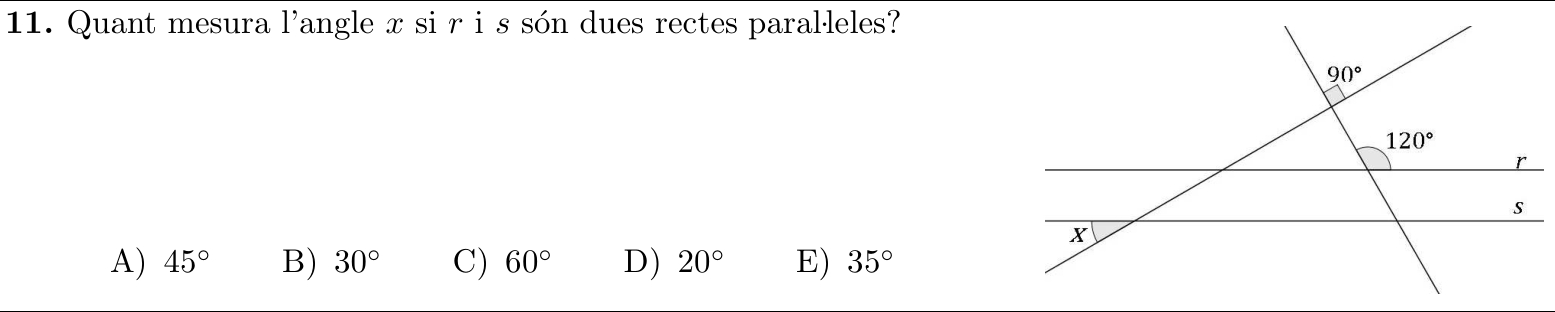 11. Quant mesura l'angle x si r i s són dues rectes paral·leles?
90°
120°
r
s
x
A) 45° B) 30° C) 60° D) 20° E) 35°